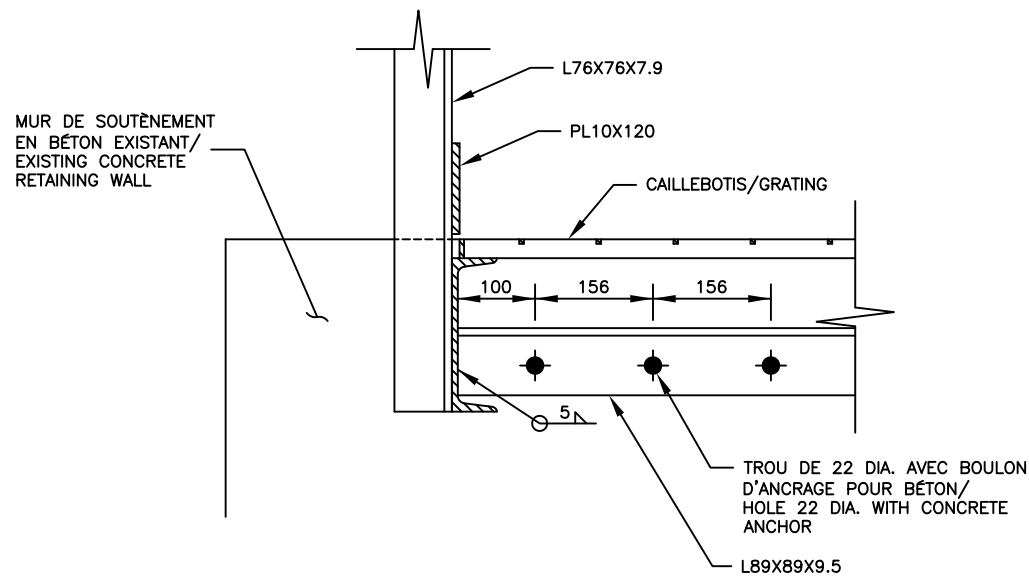 L76X76X7.9
MUR DE SOUTÈNEMENT
EN BÉTON EXISTANT/
EXISTING CONCRETE
RETAINING WALL
PL10X120
CAILLEBOTIS/GRATING
100
156
156
5
TROU DE 22 DIA. AVEC BOULON
D'ANCRAGE POUR BÉTON/
HOLE 22 DIA. WITH CONCRETE
ANCHOR
L89X89X9.5